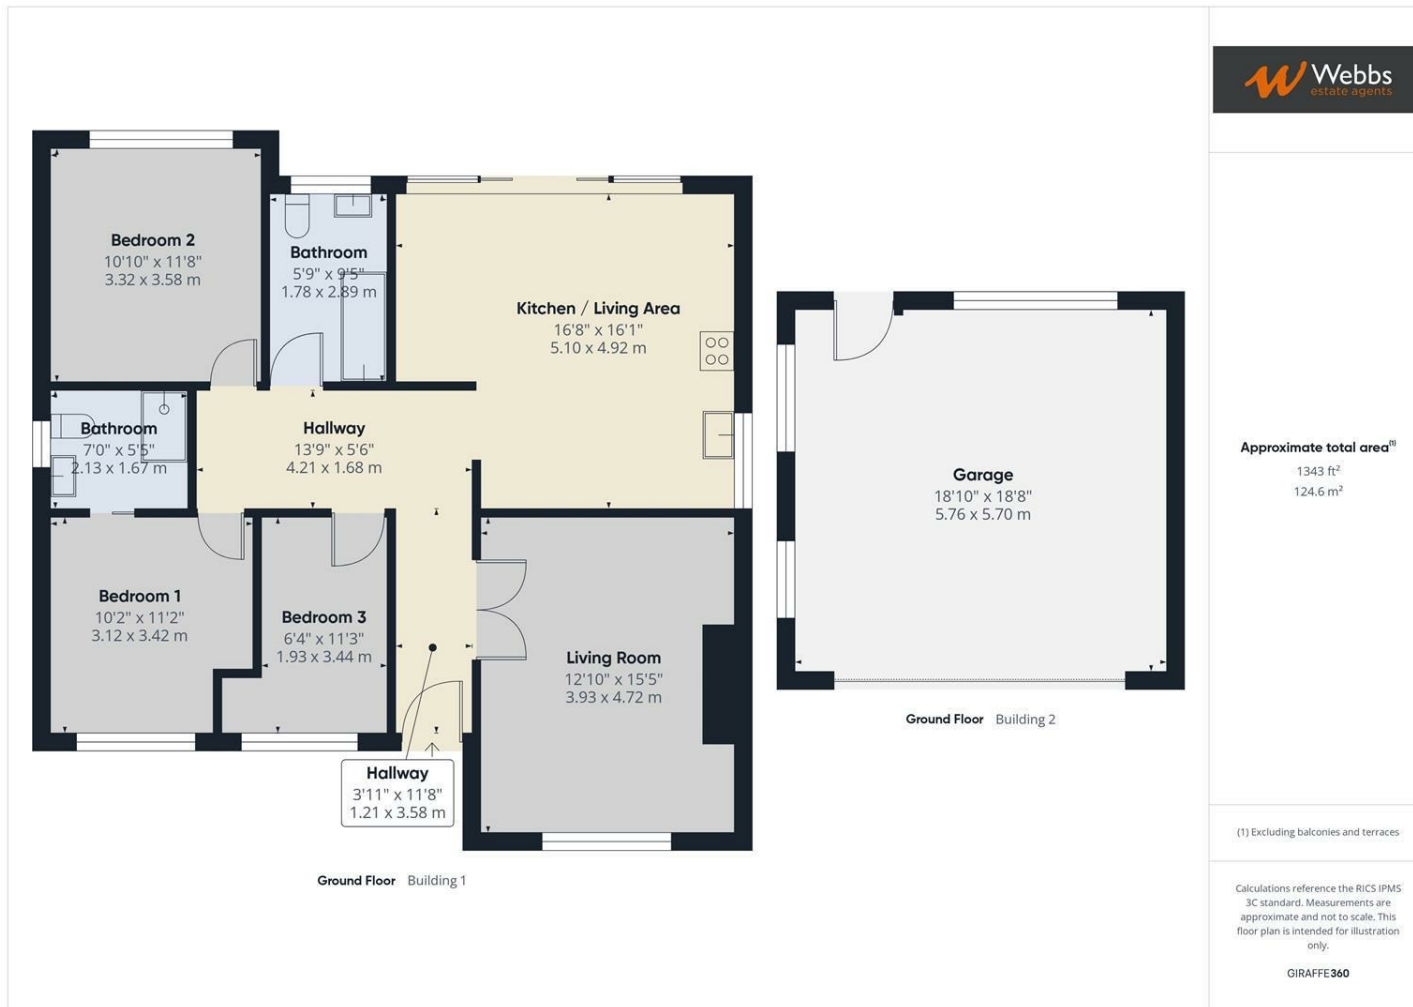 Webbs
estate agents
Bedroom 2
10'10" x 11'8"
3.32 x 3.58 m
Bathroom
5'9" x 9'5"
1.78 x 2.89 m
Kitchen / Living Area
16'8" x 16'1"
5.10 x 4.92 m
Bathroom
7'0" x 5'5"
2.13 x 1.67 m
Hallway
13'9" x 5'6"
4.21 x 1.68 m
Garage
18'10" x 18'8"
5.76 x 5.70 m
Bedroom 1
10'2" x 11'2"
3.12 x 3.42 m
Bedroom 3
6'4" x 11'3"
1.93 x 3.44 m
Living Room
12'10" x 15'5"
3.93 x 4.72 m
Hallway
3'11" x 11'8"
1.21 x 3.58 m
Ground Floor Building 1
Ground Floor Building 2
Approximate total area(1)
1343 ft²
124.6 m²
(1) Excluding balconies and terraces
Calculations reference the RICS IPMS
3C standard. Measurements are
approximate and not to scale. This
floor plan is intended for illustration
only.
GIRAFFE360